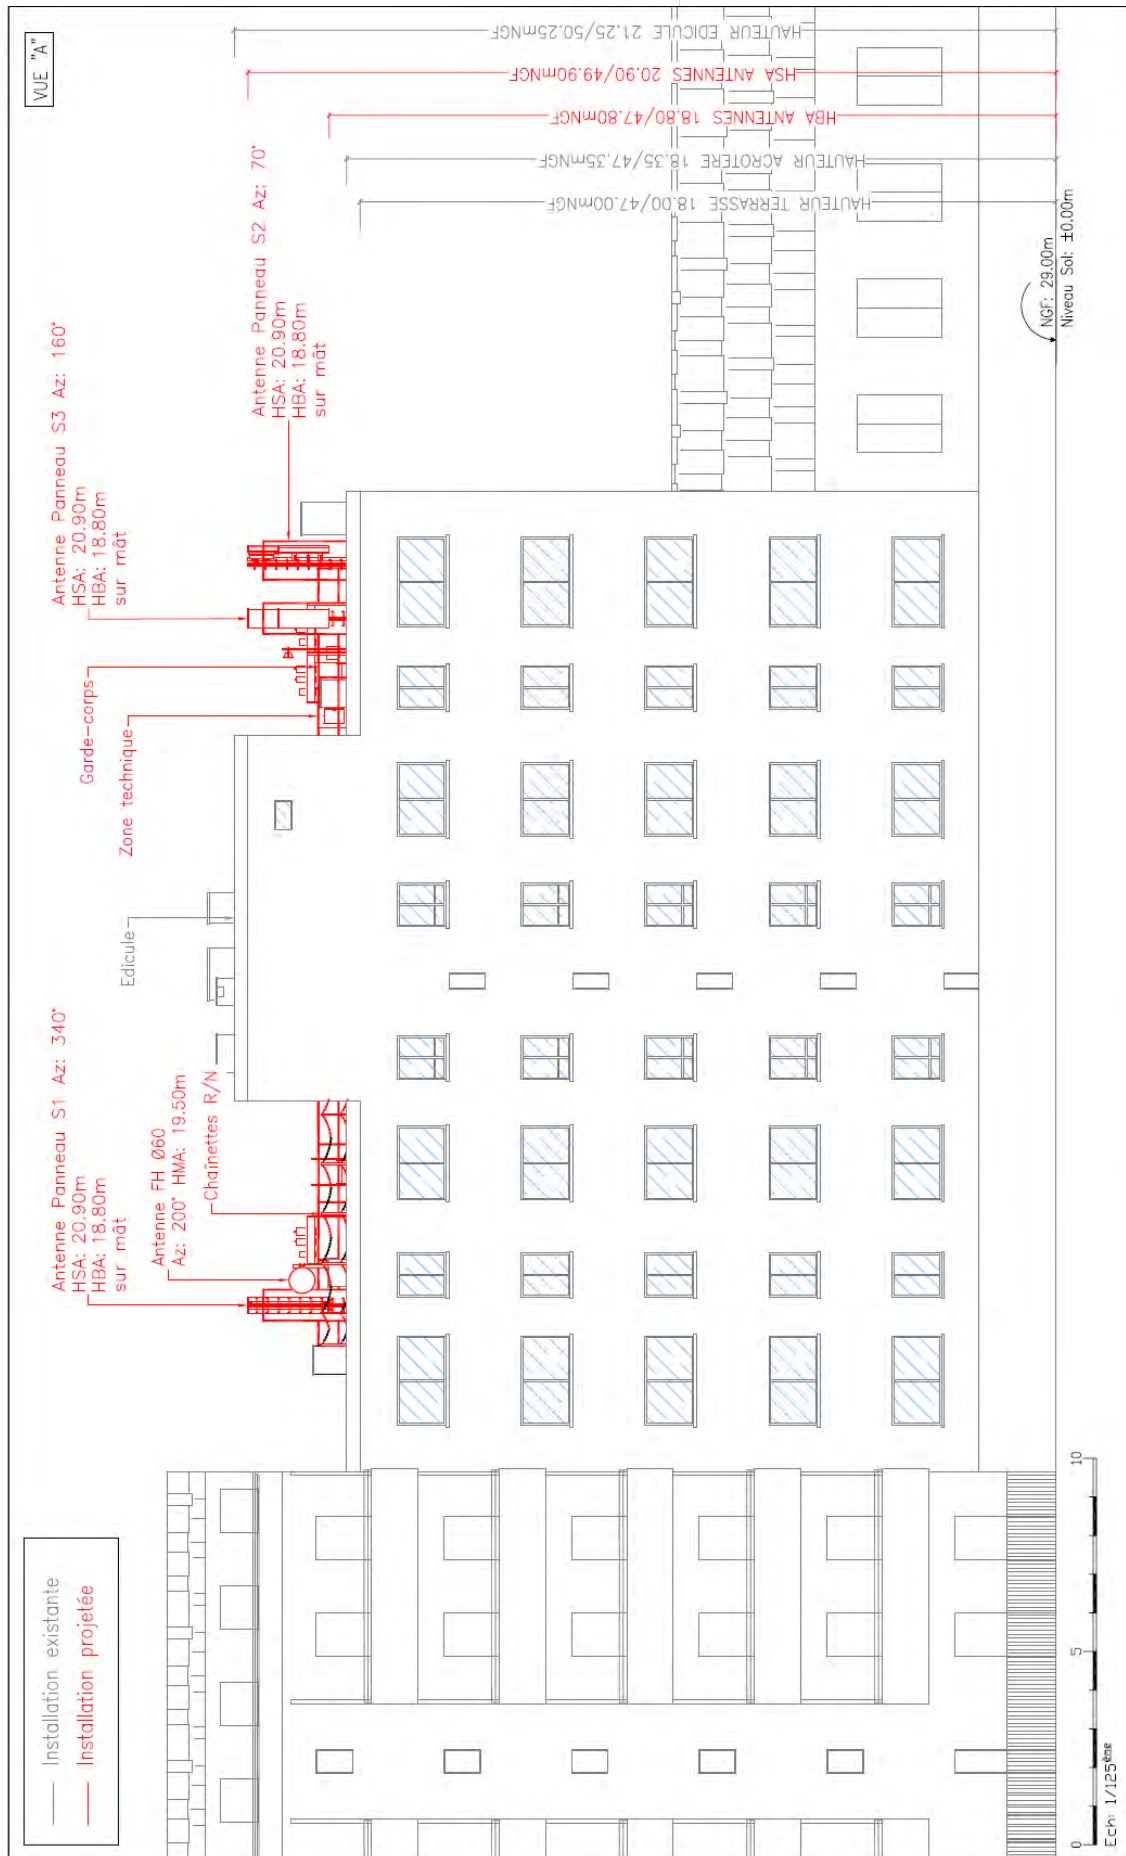 VUE "A"
Installation existante
Installation projetée
Antenne Panneau S1 Az: 340°
HSA: 20.90m
HBA: 18.80m
sur mât
Antenne FH Ø60
Az: 200° HMA: 19.50m
Chaînettes R/N
Edicule
Zone technique
Garde-corps
Antenne Panneau S3 Az: 160°
HSA: 20.90m
HBA: 18.80m
sur mât
Antenne Panneau S2 Az: 70°
HSA: 20.90m
HBA: 18.80m
sur mât
HAUTEUR TERRASSE 18.00/47.00mNGF
HAUTEUR ACROTERE 18.35/47.35mNGF
HBA ANTENNES 18.80/47.80mNGF
HSA ANTENNES 20.90/49.90mNGF
HAUTEUR EDICULE 21.25/50.25mNGF
NGF: 29.00m
Niveau Sol: ±0.00m
0 5 10
Ech: 1/125ème